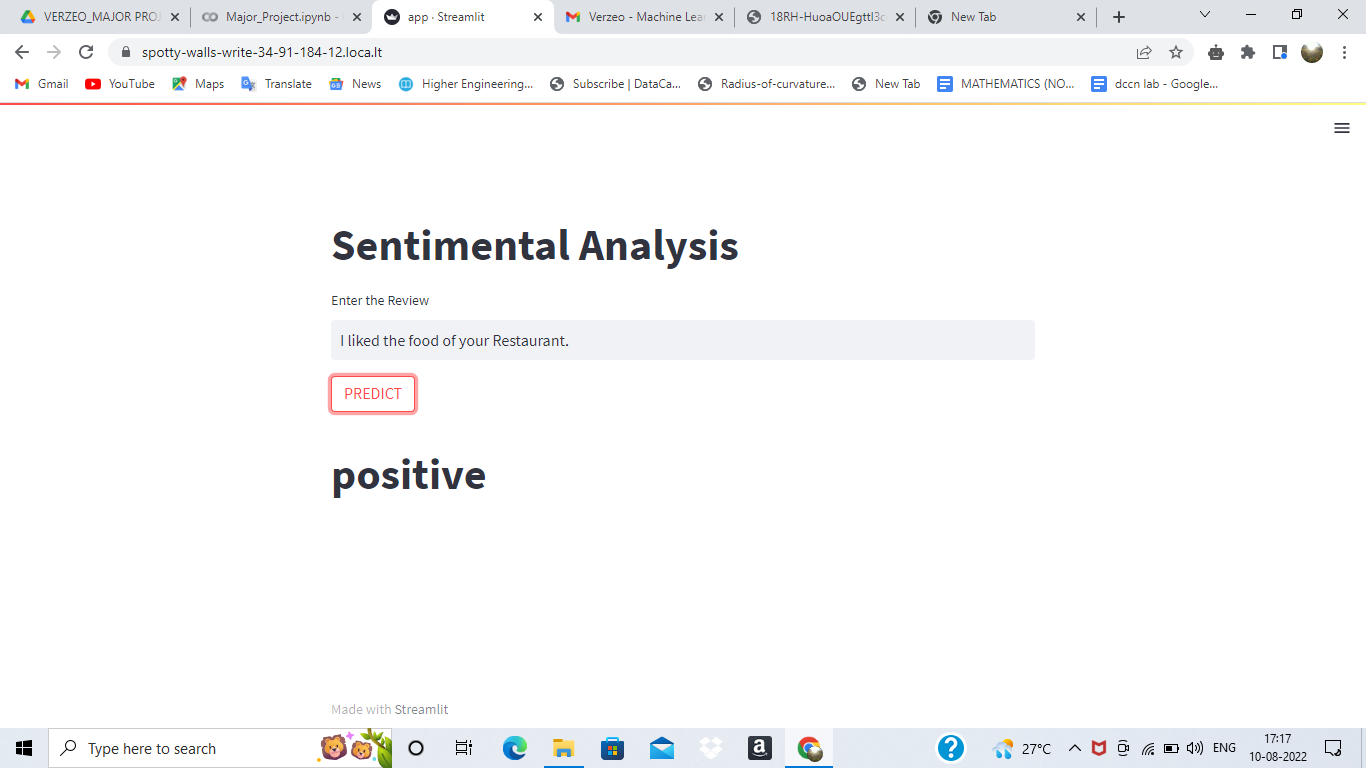 VERZEO_MAJOR PROJ
Major_Project.ipynb -
app · Streamlit
Verzeo - Machine Lear
18RH-HuoaOUEgttl3c
New Tab
spotty-walls-write-34-91-184-12.loca.lt
Gmail
YouTube
Maps
Translate
News
Higher Engineering...
Subscribe | DataCa...
Radius-of-curvature...
New Tab
MATHEMATICS (NO...
dccn lab - Google...
Sentimental Analysis
Enter the Review
I liked the food of your Restaurant.
PREDICT
positive
Made with Streamlit
Type here to search
27°C
ENG
17:17
10-08-2022